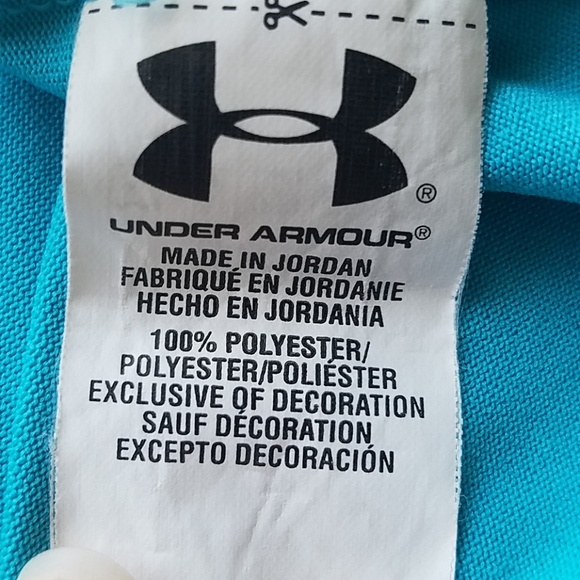 ®
UNDER ARMOUR®
MADE IN JORDAN
FABRIQUÉ EN JORDANIE
HECHO EN JORDANIA
100% POLYESTER/
POLYESTER/POLIÉSTER
EXCLUSIVE OF DECORATION
SAUF DÉCORATION
EXCEPTO DECORACIÓN